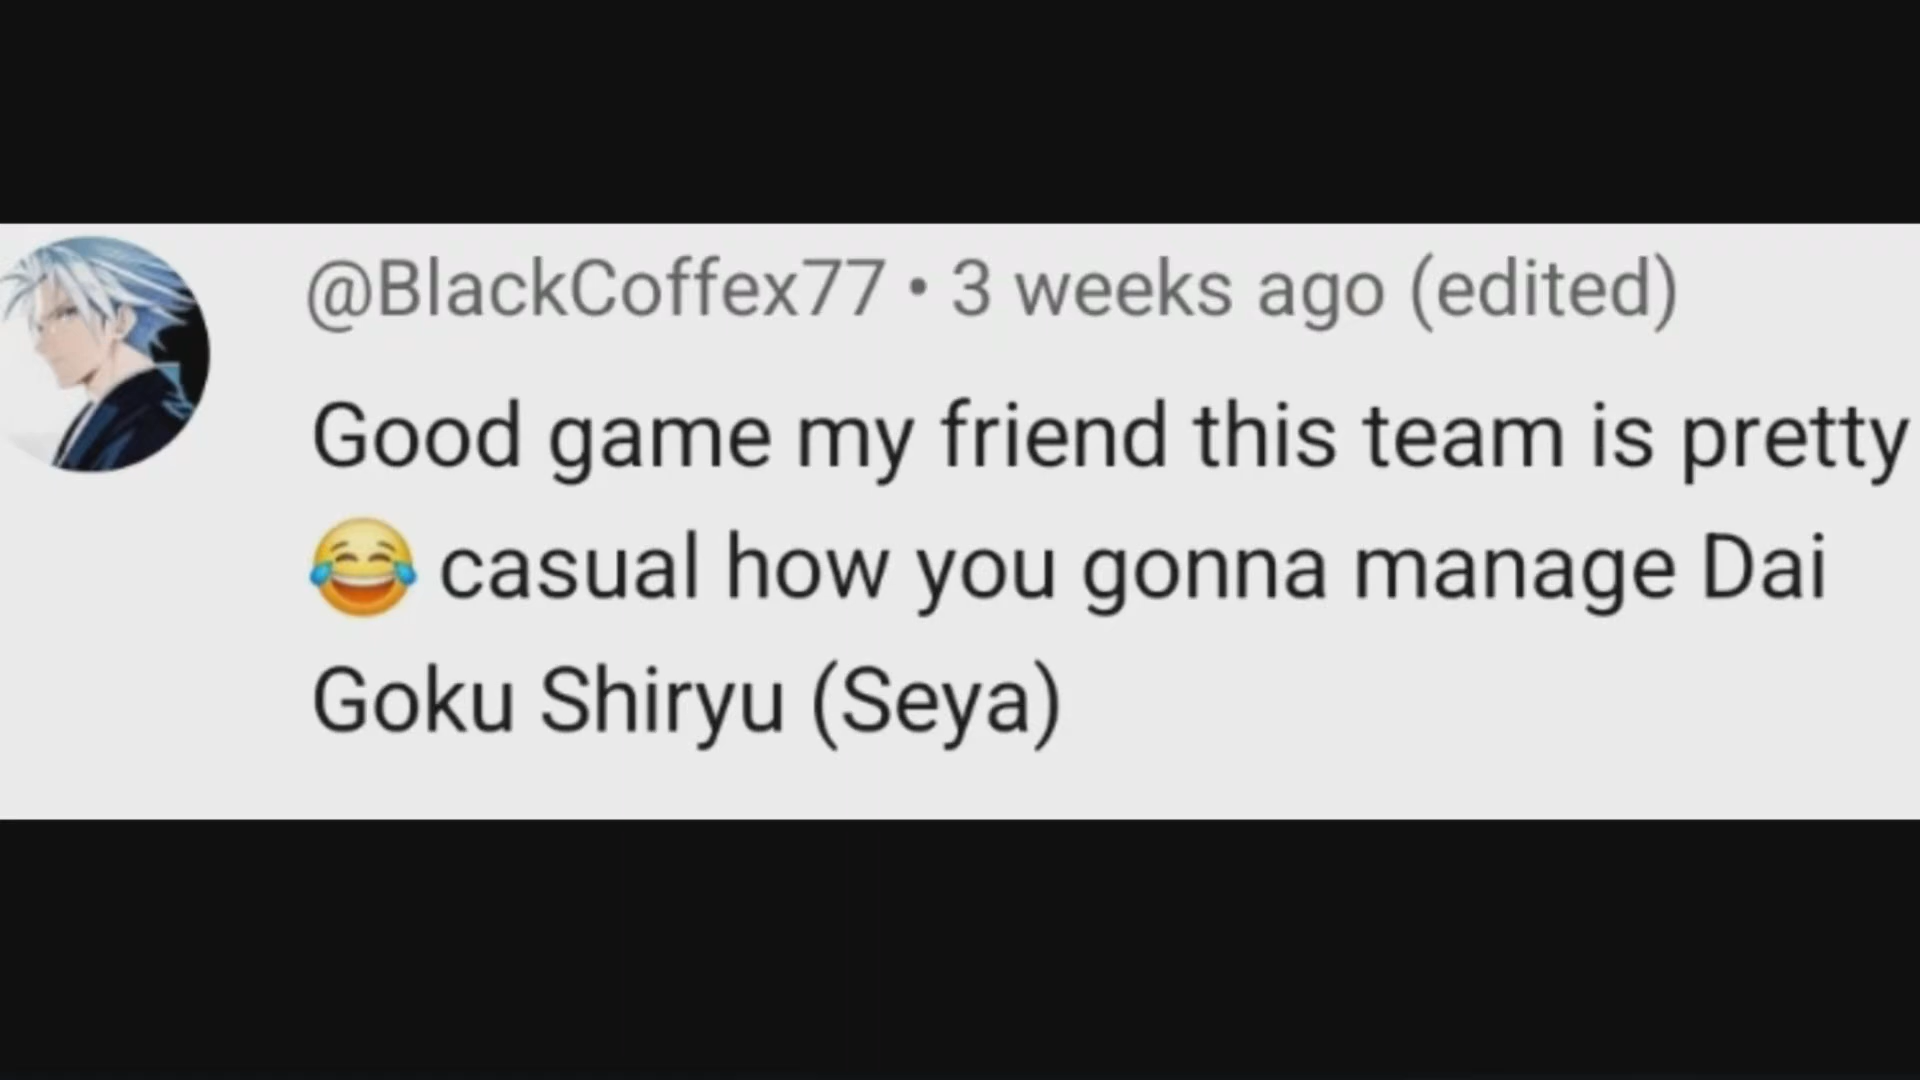 @BlackCoffex77 • 3 weeks ago (edited)
Good game my friend this team is pretty
😂 casual how you gonna manage Dai
Goku Shiryu (Seya)